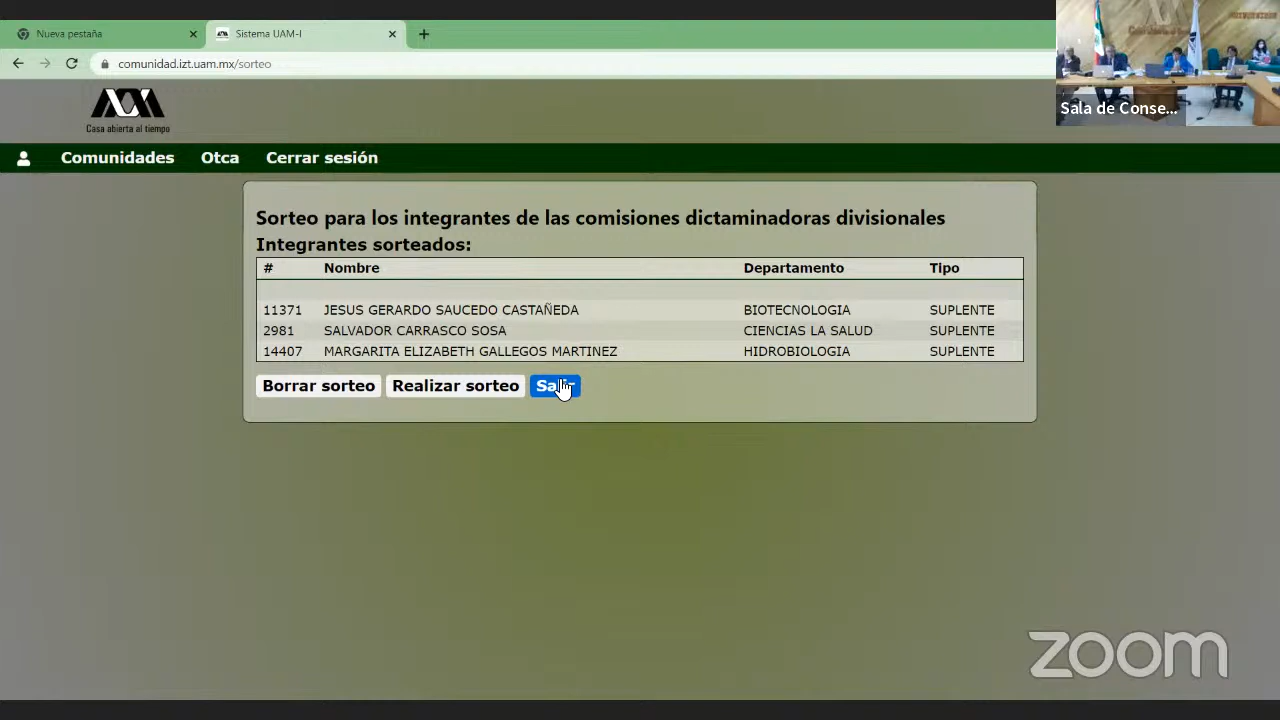 Nueva pestaña
Sistema UAM-I
comunidad.izt.uam.mx/sorteo
Sala de Conse...
Casa abierta al tiempo
Comunidades Otca Cerrar sesión
Sorteo para los integrantes de las comisiones dictaminadoras divisionales
Integrantes sorteados:
# Nombre Departamento Tipo
11371 JESUS GERARDO SAUCEDO CASTAÑEDA BIOTECNOLOGIA SUPLENTE
2981 SALVADOR CARRASCO SOSA CIENCIAS LA SALUD SUPLENTE
14407 MARGARITA ELIZABETH GALLEGOS MARTINEZ HIDROBIOLOGIA SUPLENTE
Borrar sorteo Realizar sorteo Salir
zoom